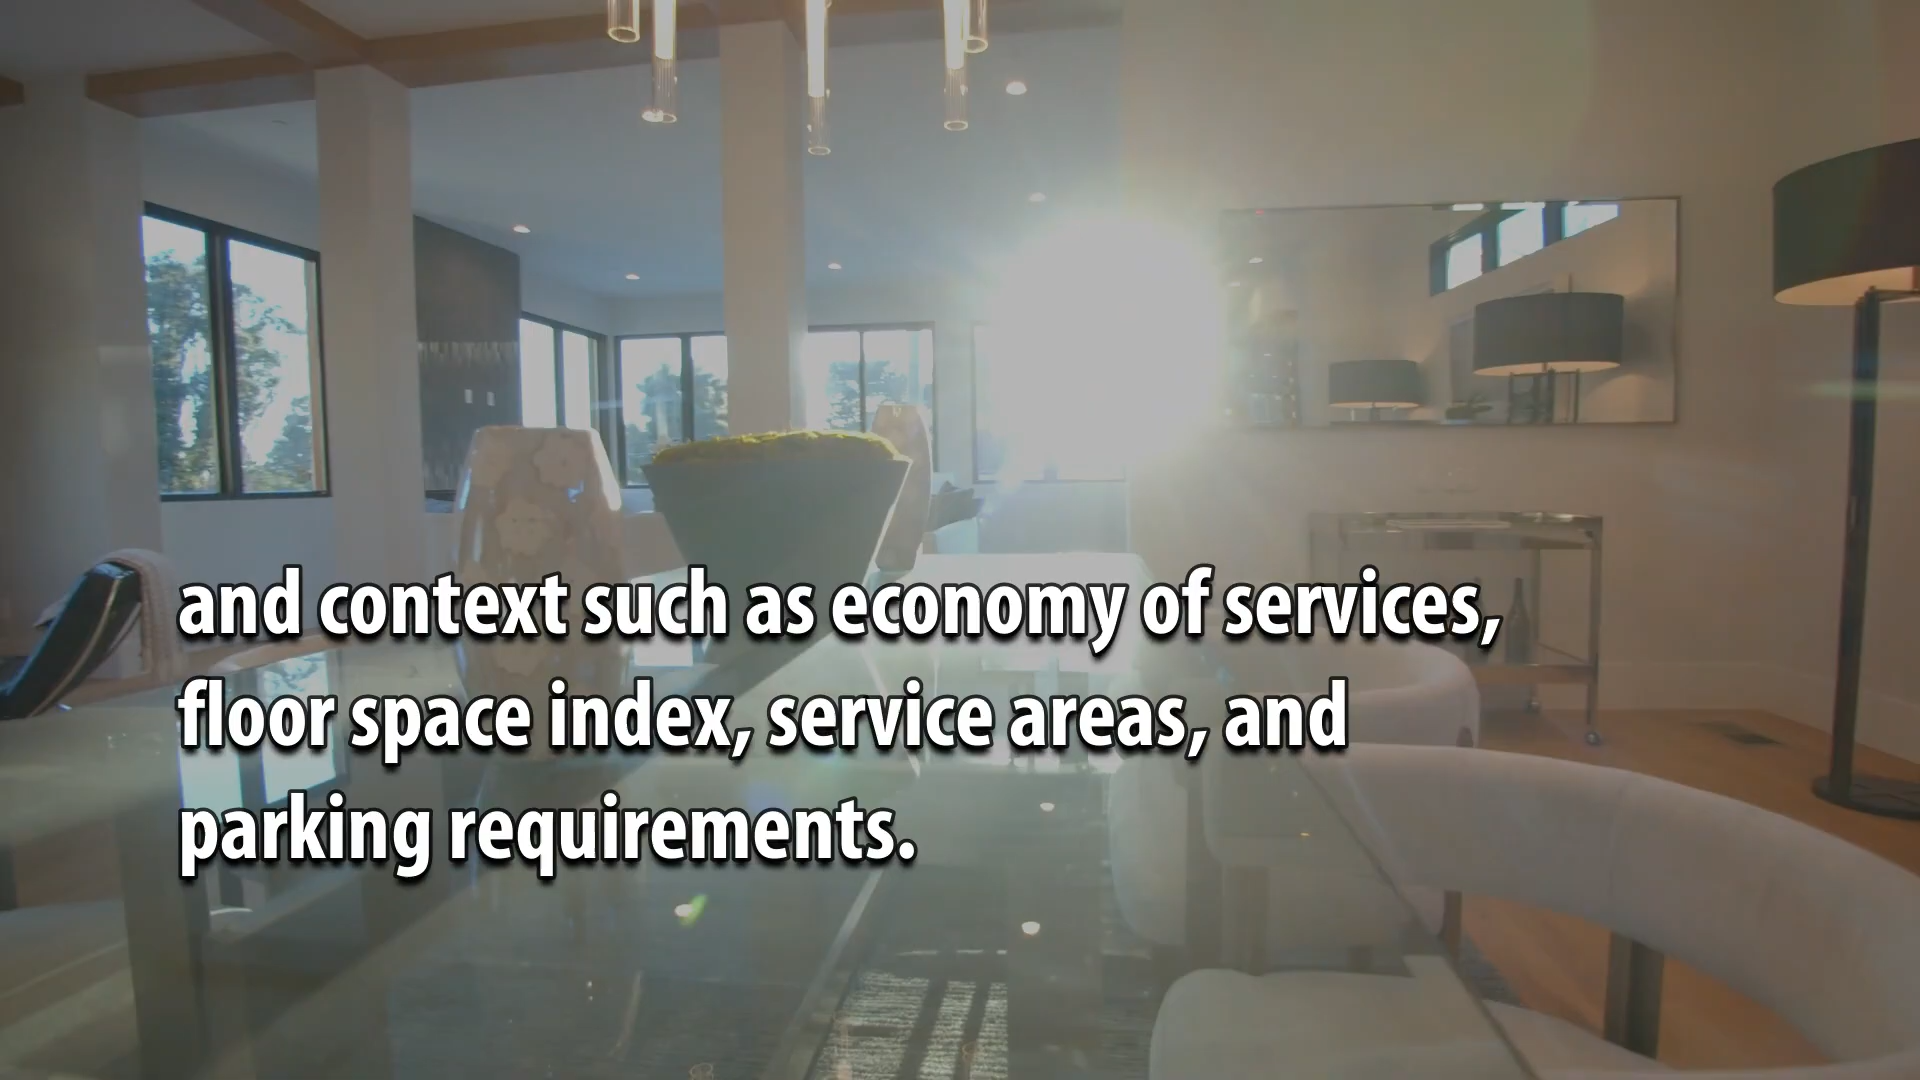 and context such as economy of services,
floor space index, service areas, and
parking requirements.